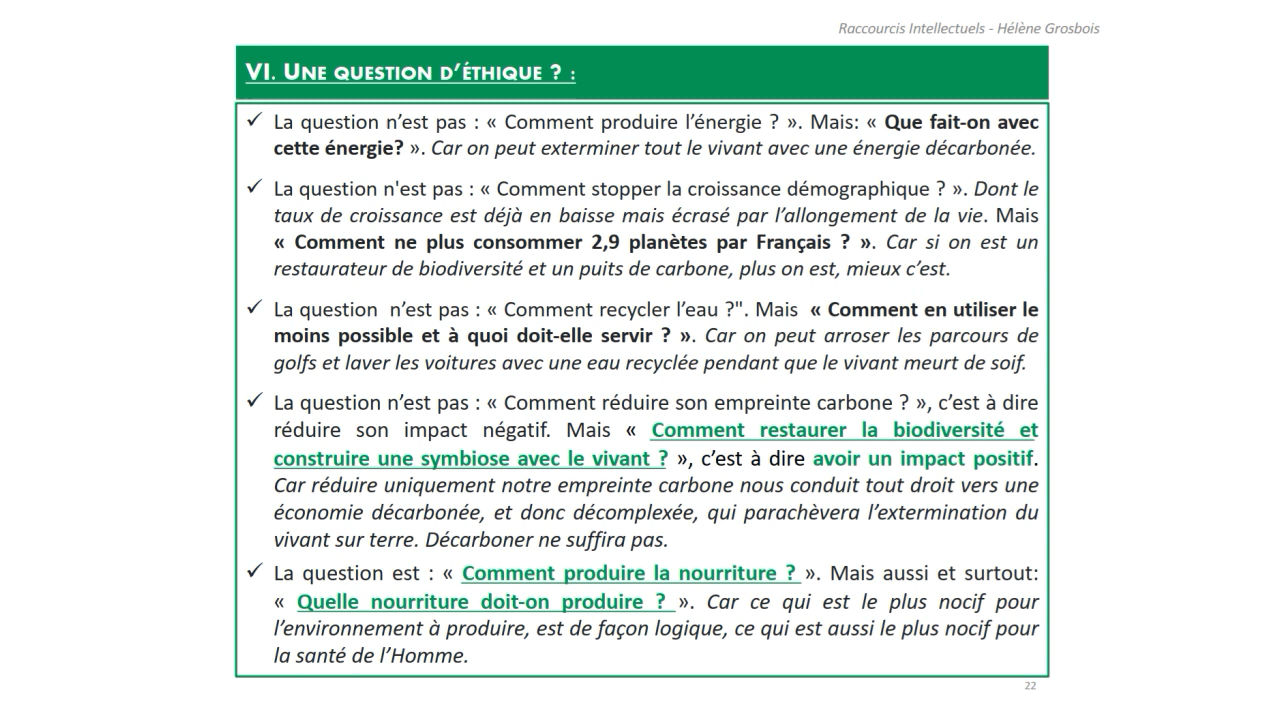 Raccourcis Intellectuels - Hélène Grosbois
VI. UNE QUESTION D’ÉTHIQUE ? :
✓ La question n’est pas : « Comment produire l’énergie ? ». Mais: « Que fait-on avec
cette énergie? ». Car on peut exterminer tout le vivant avec une énergie décarbonée.
✓ La question n'est pas : « Comment stopper la croissance démographique ? ». Dont le
taux de croissance est déjà en baisse mais écrasé par l’allongement de la vie. Mais
« Comment ne plus consommer 2,9 planètes par Français ? ». Car si on est un
restaurateur de biodiversité et un puits de carbone, plus on est, mieux c’est.
✓ La question n’est pas : « Comment recycler l’eau ?". Mais « Comment en utiliser le
moins possible et à quoi doit-elle servir ? ». Car on peut arroser les parcours de
golfs et laver les voitures avec une eau recyclée pendant que le vivant meurt de soif.
✓ La question n’est pas : « Comment réduire son empreinte carbone ? », c’est à dire
réduire son impact négatif. Mais « Comment restaurer la biodiversité et
construire une symbiose avec le vivant ? », c’est à dire avoir un impact positif.
Car réduire uniquement notre empreinte carbone nous conduit tout droit vers une
économie décarbonée, et donc décomplexée, qui parachèvera l’extermination du
vivant sur terre. Décarboner ne suffira pas.
✓ La question est : « Comment produire la nourriture ? ». Mais aussi et surtout:
« Quelle nourriture doit-on produire ? ». Car ce qui est le plus nocif pour
l’environnement à produire, est de façon logique, ce qui est aussi le plus nocif pour
la santé de l’Homme.
22